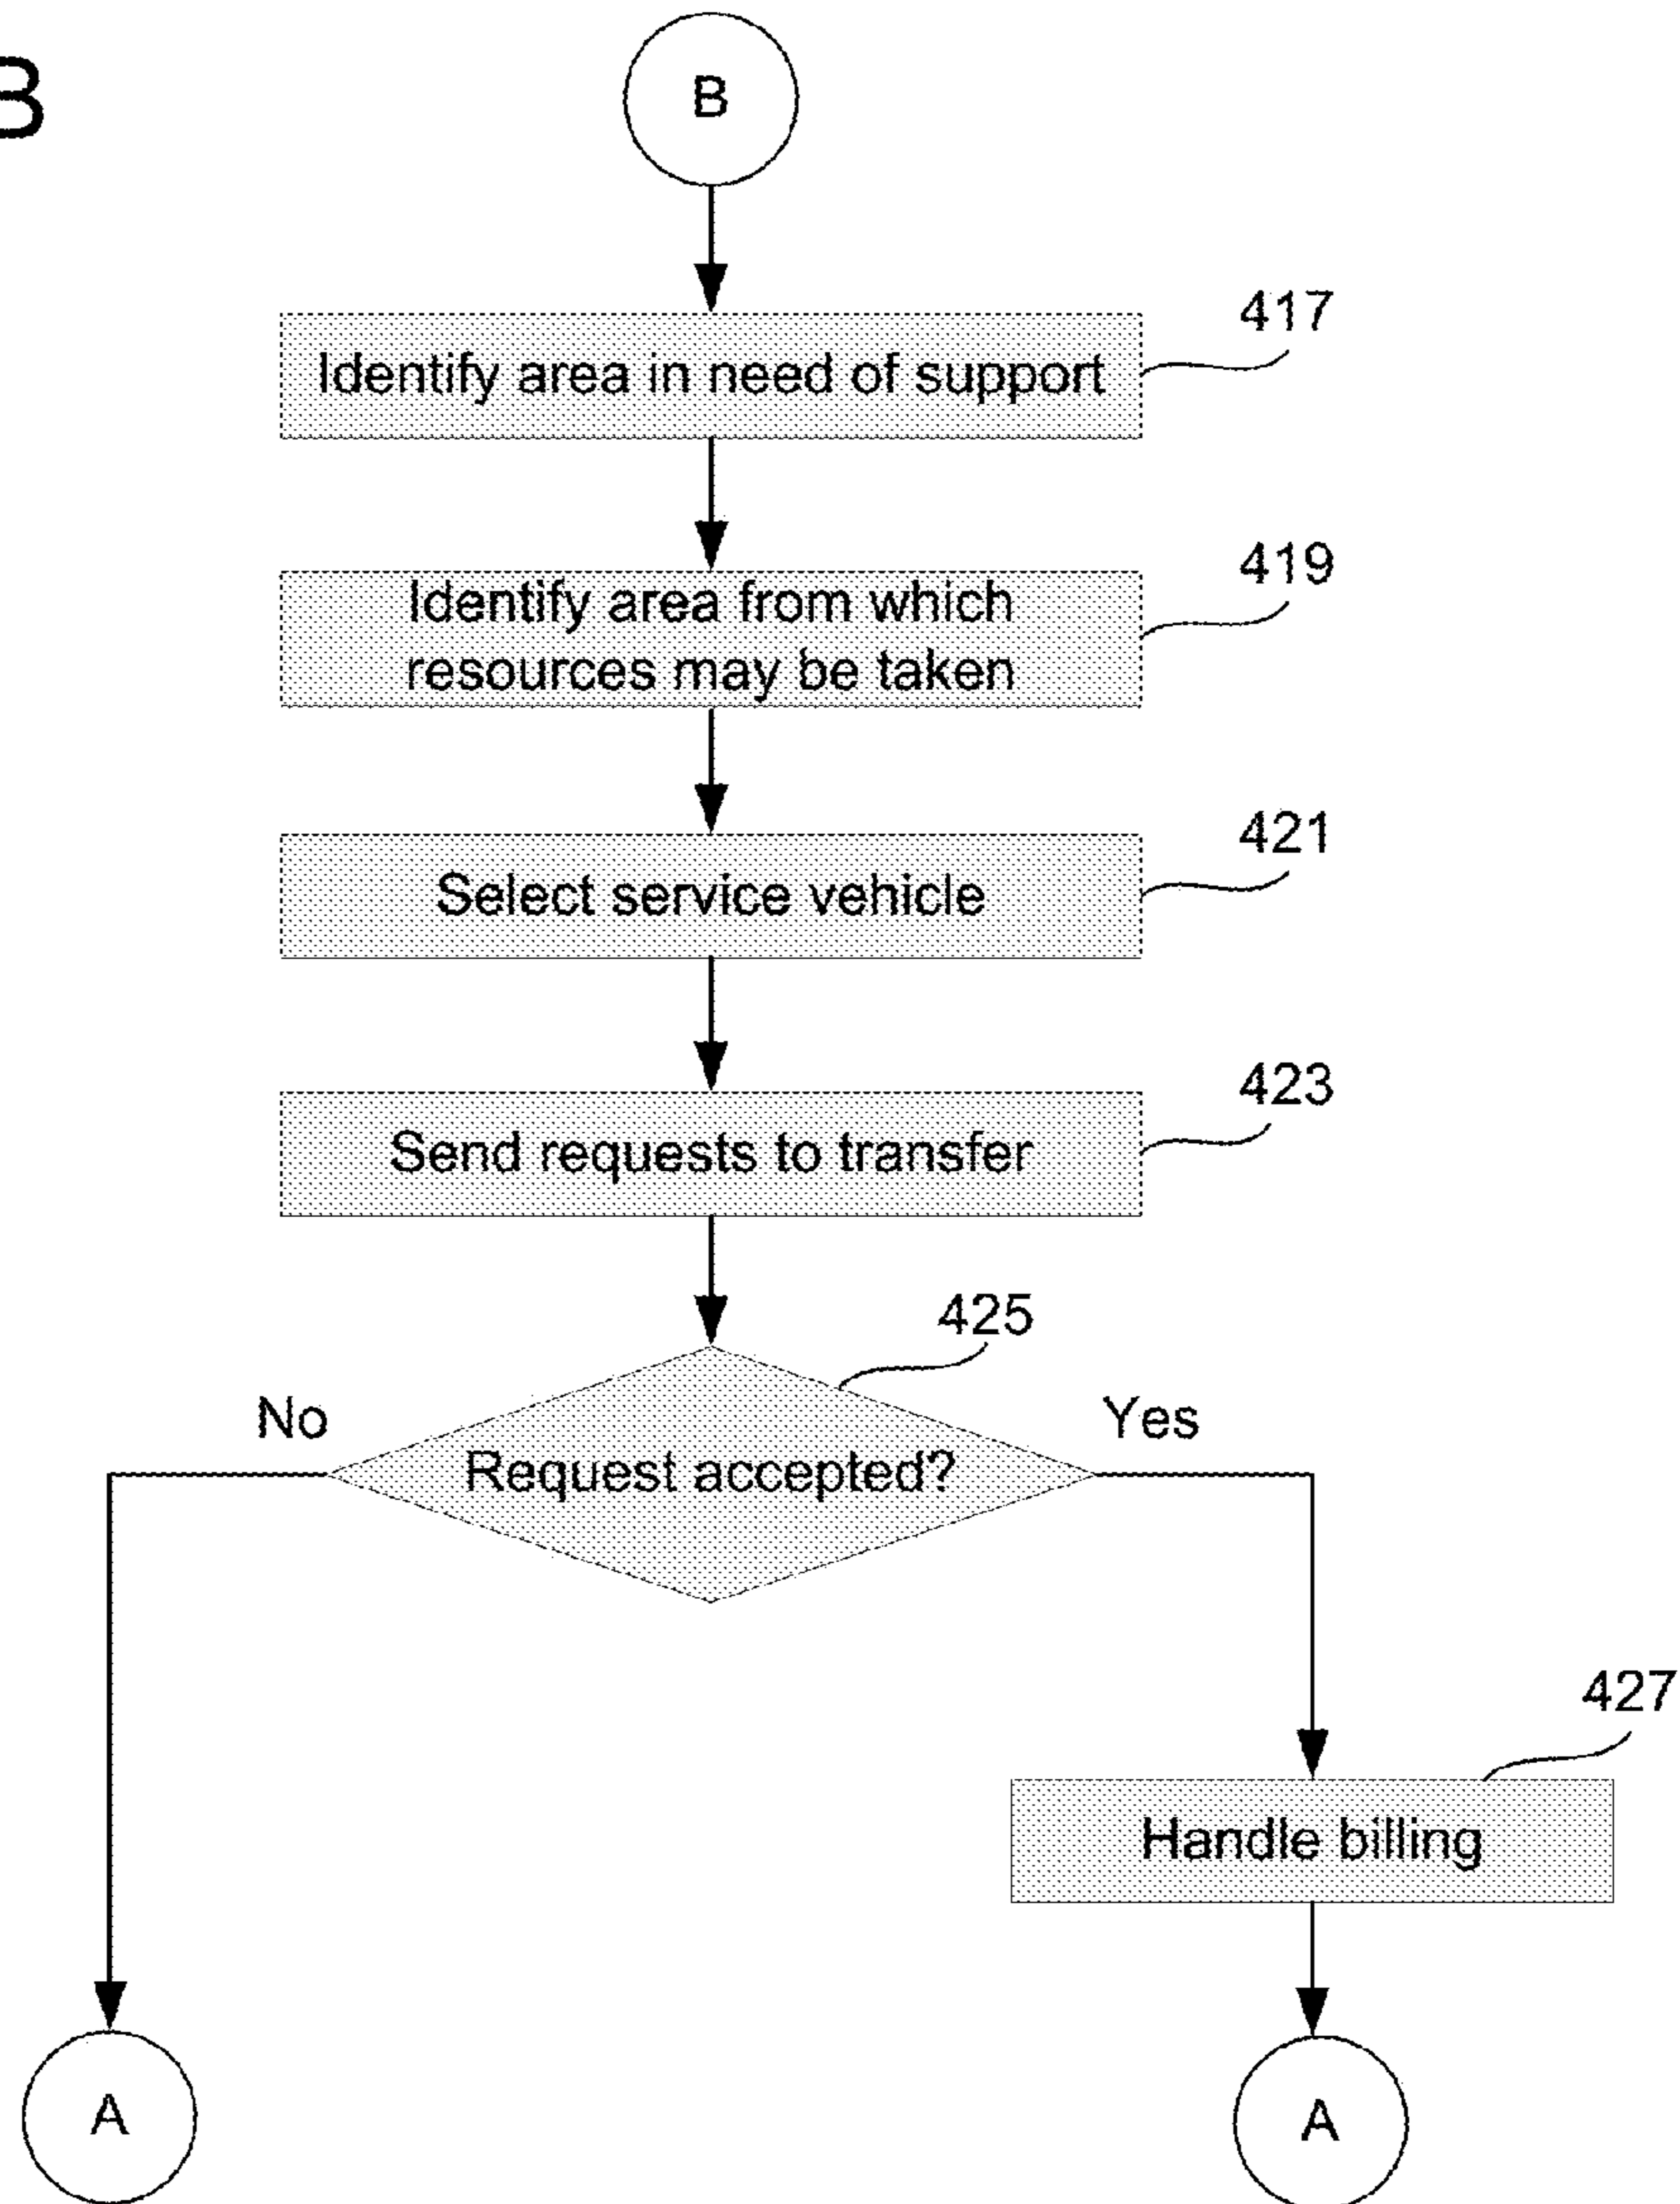 B
B
417
Identify area in need of support
419
Identify area from which
resources may be taken
421
Select service vehicle
423
Send requests to transfer
425
No
Yes
Request accepted?
427
Handle billing
A
A